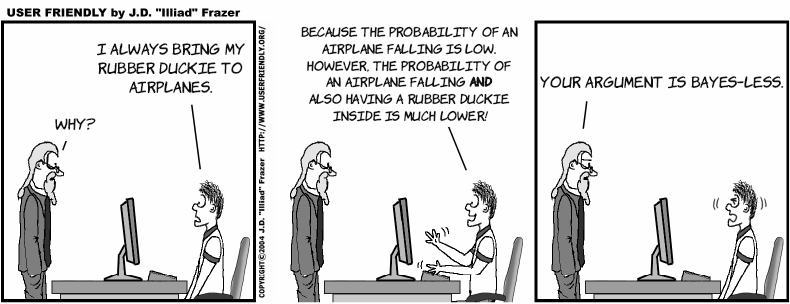 USER FRIENDLY by J.D. "Illiad" Frazer
I ALWAYS BRING MY
RUBBER DUCKIE TO
AIRPLANES.
WHY?
COPYRIGHT © 2004 J.D. "Illiad" Frazer HTTP://WWW.USERFRIENDLY.ORG/
BECAUSE THE PROBABILITY OF AN
AIRPLANE FALLING IS LOW.
HOWEVER, THE PROBABILITY OF
AN AIRPLANE FALLING AND
ALSO HAVING A RUBBER DUCKIE
INSIDE IS MUCH LOWER!
YOUR ARGUMENT IS BAYES-LESS.